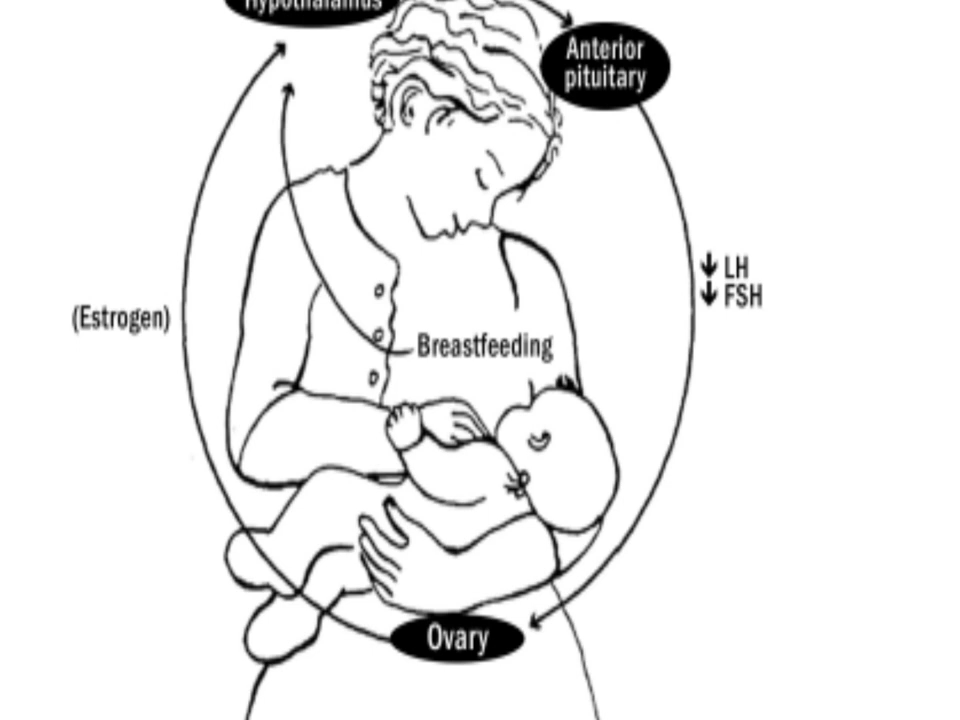 Hypothalamus
Anterior
pituitary
↓ LH
↓ FSH
(Estrogen)
Breastfeeding
Ovary